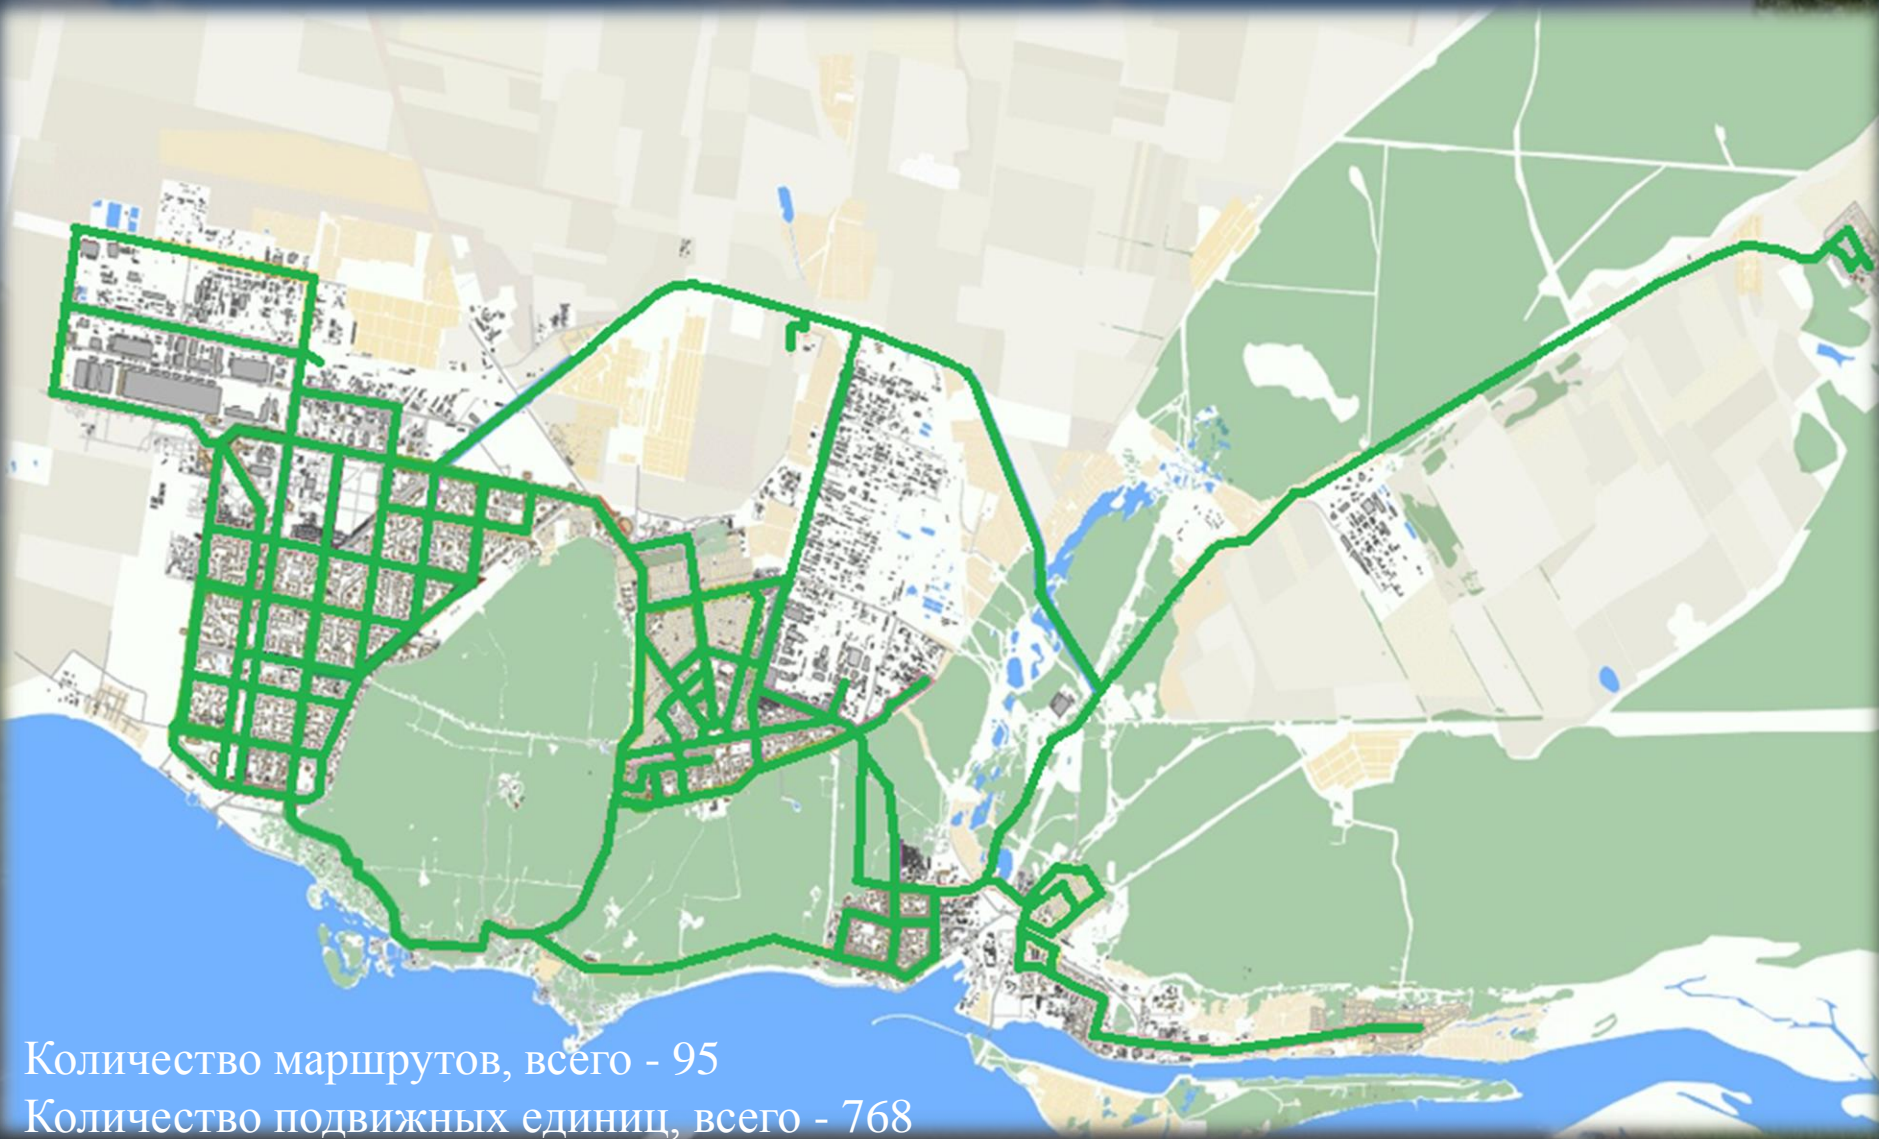 Количество маршрутов, всего - 95
Количество подвижных единиц, всего - 768